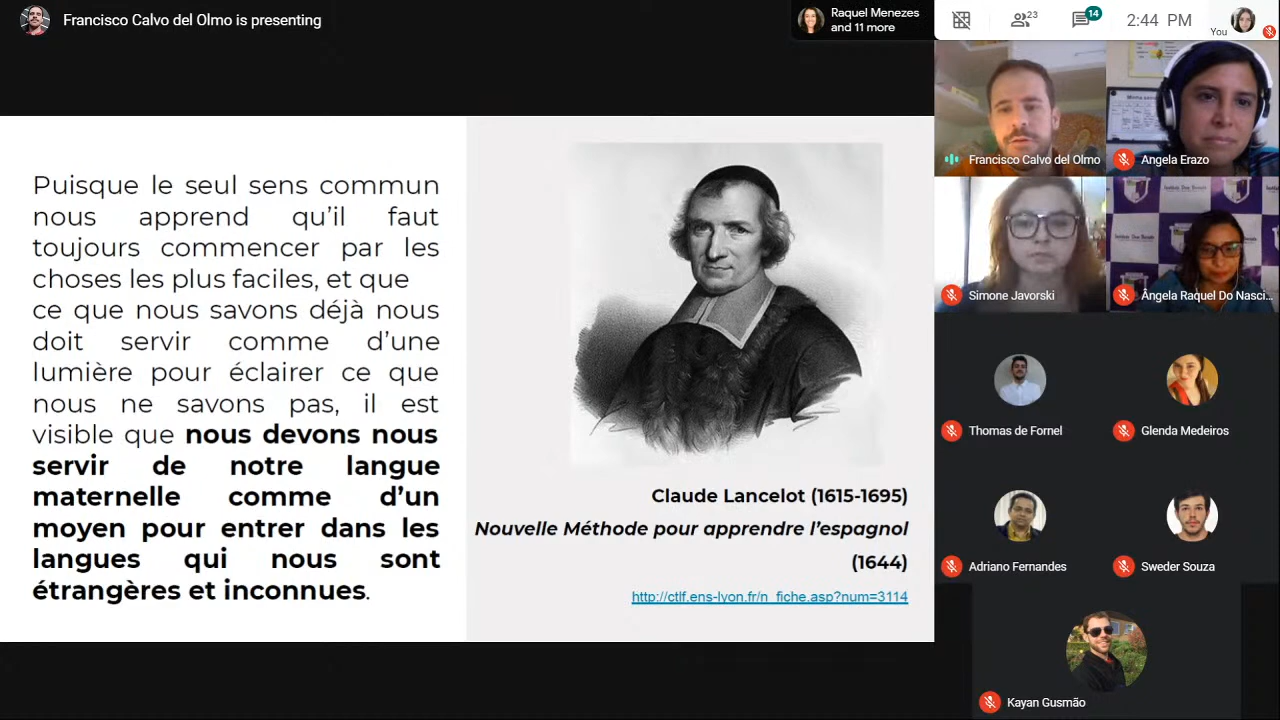 Francisco Calvo del Olmo is presenting
Raquel Menezes
and 11 more
23
14
2:44 PM
You
Puisque le seul sens commun
nous apprend qu’il faut
toujours commencer par les
choses les plus faciles, et que
ce que nous savons déjà nous
doit servir comme d’une
lumière pour éclairer ce que
nous ne savons pas, il est
visible que nous devons nous
servir de notre langue
maternelle comme d’un
moyen pour entrer dans les
langues qui nous sont
étrangères et inconnues.
Claude Lancelot (1615-1695)
Nouvelle Méthode pour apprendre l’espagnol
(1644)
http://ctlf.ens-lyon.fr/n_fiche.asp?num=3114
Francisco Calvo del Olmo
Angela Erazo
Simone Javorski
Ângela Raquel Do Nasci...
Thomas de Fornel
Glenda Medeiros
Adriano Fernandes
Sweder Souza
Kayan Gusmão